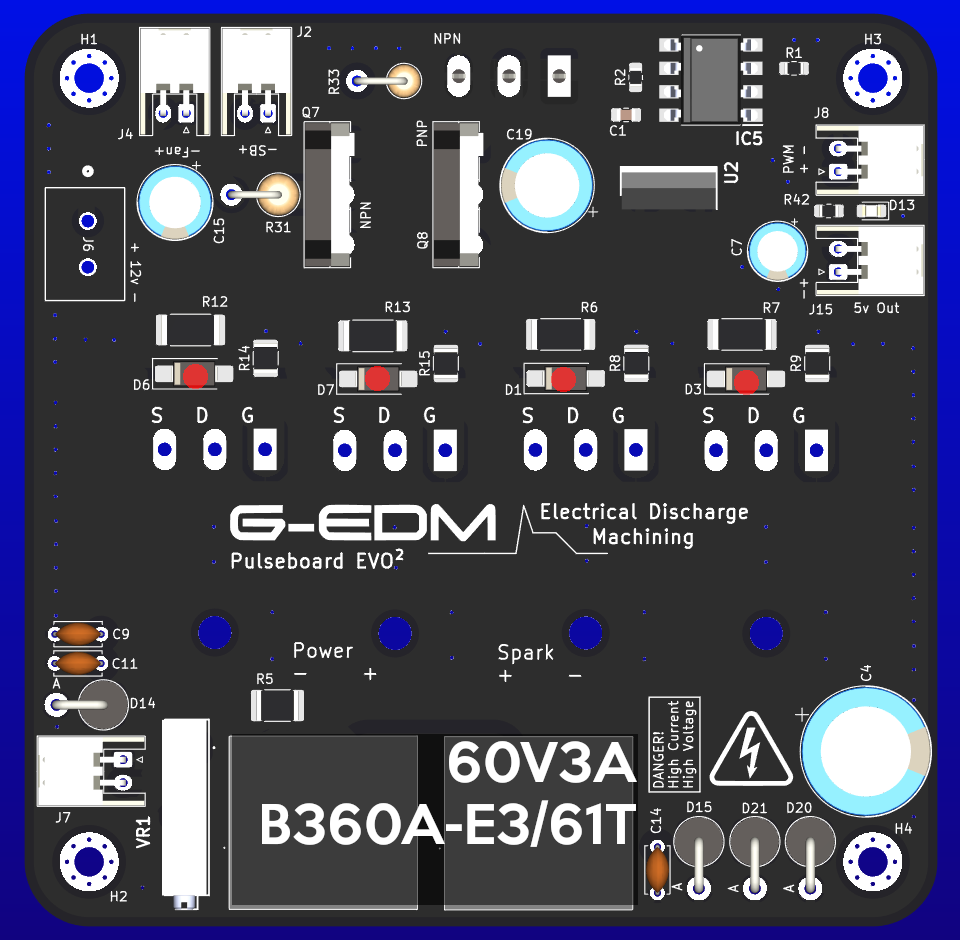 H1
J2
NPN
H3
R33
R2
R1
C1
IC5
J4
-Fan+
-SB+
Q7
PNP
C19
U2
J8
PWM
- +
R42
D13
C15
R31
NPN
Q8
+
C7
+
J6
+ 12v -
- +
J15
5v Out
R12
R13
R6
R7
R14
R15
R8
R9
D6
D7
D1
D3
S D G
S D G
S D G
S D G
G-EDM
Electrical Discharge
Machining
Pulseboard EVO²
C9
C11
A
D14
Power
- +
Spark
+ -
R5
C4
+
DANGER!
High Current
High Voltage
60V3A
B360A-E3/61T
J7
VR1
H2
C14
D15
D21
D20
A
A
A
H4